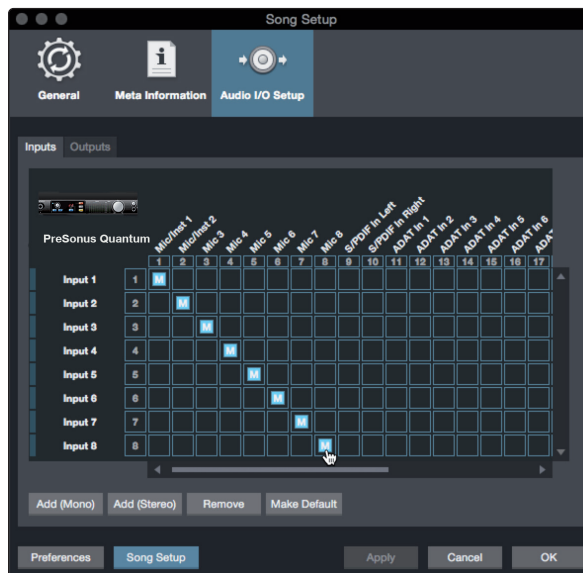 Song Setup
General
Meta Information
Audio I/O Setup
Inputs
Outputs
PreSonus Quantum
Mic/Inst 1
Mic/Inst2
Mic 3
Mic 4
Mic 5
Mic 6
Mic 7
Mic 8
S/PDIF In Left
S/PDIF In Right
ADAT In 1
ADAT In 2
ADAT In 3
ADAT In 4
ADAT In 5
ADAT In 6
ADAT
1 2 3 4 5 6 7 8 9 10 11 12 13 14 15 16 17
Input 1 1 M
Input 2 2 M
Input 3 3 M
Input 4 4 M
Input 5 5 M
Input 6 6 M
Input 7 7 M
Input 8 8 M
Add (Mono)
Add (Stereo)
Remove
Make Default
Preferences
Song Setup
Apply
Cancel
OK